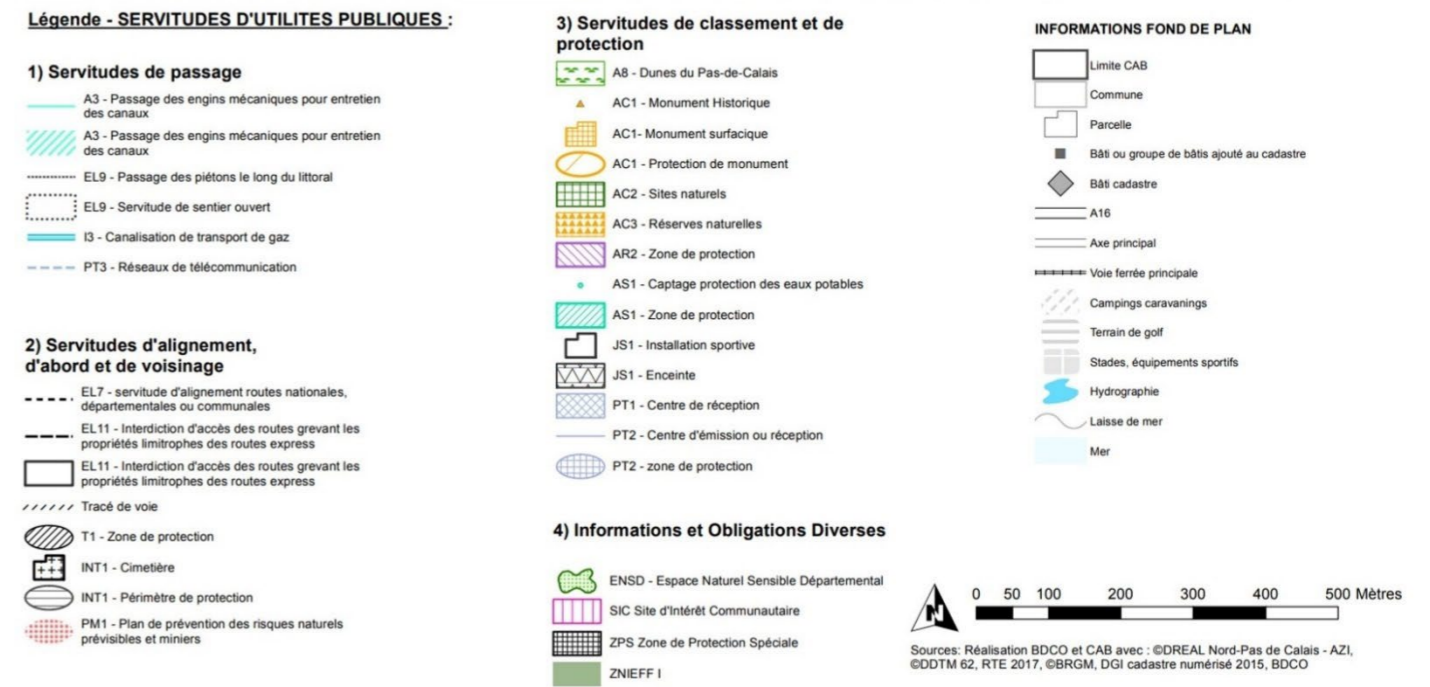 Légende - SERVITUDES D'UTILITES PUBLIQUES :
1) Servitudes de passage
A3 - Passage des engins mécaniques pour entretien
des canaux
A3 - Passage des engins mécaniques pour entretien
des canaux
EL9 - Passage des piétons le long du littoral
EL9 - Servitude de sentier ouvert
I3 - Canalisation de transport de gaz
PT3 - Réseaux de télécommunication
2) Servitudes d'alignement,
d'abord et de voisinage
EL7 - servitude d'alignement routes nationales,
départementales ou communales
EL11 - Interdiction d'accès des routes grevant les
propriétés limitrophes des routes express
EL11 - Interdiction d'accès des routes grevant les
propriétés limitrophes des routes express
Tracé de voie
T1 - Zone de protection
INT1 - Cimetière
INT1 - Périmètre de protection
PM1 - Plan de prévention des risques naturels
prévisibles et miniers
3) Servitudes de classement et de
protection
A8 - Dunes du Pas-de-Calais
AC1 - Monument Historique
AC1- Monument surfacique
AC1 - Protection de monument
AC2 - Sites naturels
AC3 - Réserves naturelles
AR2 - Zone de protection
AS1 - Captage protection des eaux potables
AS1 - Zone de protection
JS1 - Installation sportive
JS1 - Enceinte
PT1 - Centre de réception
PT2 - Centre d'émission ou réception
PT2 - zone de protection
4) Informations et Obligations Diverses
ENSD - Espace Naturel Sensible Départemental
SIC Site d'Intérêt Communautaire
ZPS Zone de Protection Spéciale
ZNIEFF I
INFORMATIONS FOND DE PLAN
Limite CAB
Commune
Parcelle
Bâti ou groupe de bâtis ajouté au cadastre
Bâti cadastre
A16
Axe principal
Voie ferrée principale
Campings caravanings
Terrain de golf
Stades, équipements sportifs
Hydrographie
Laisse de mer
Mer
N
0 50 100 200 300 400 500 Mètres
Sources: Réalisation BDCO et CAB avec : ©DREAL Nord-Pas de Calais - AZI,
©DDTM 62, RTE 2017, ©BRGM, DGI cadastre numérisé 2015, BDCO